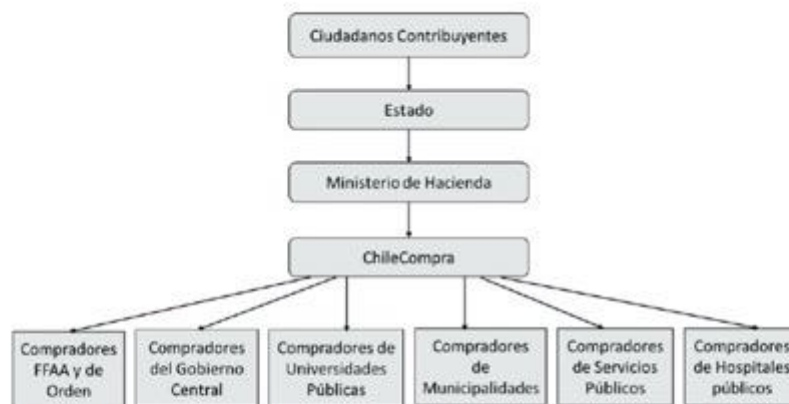 Ciudadanos Contribuyentes
Estado
Ministerio de Hacienda
ChileCompra
Compradores
FFAA y de
Orden
Compradores
del Gobierno
Central
Compradores de
Universidades
Públicas
Compradores
de
Municipalidades
Compradores
de Servicios
Públicos
Compradores
de Hospitales
públicos